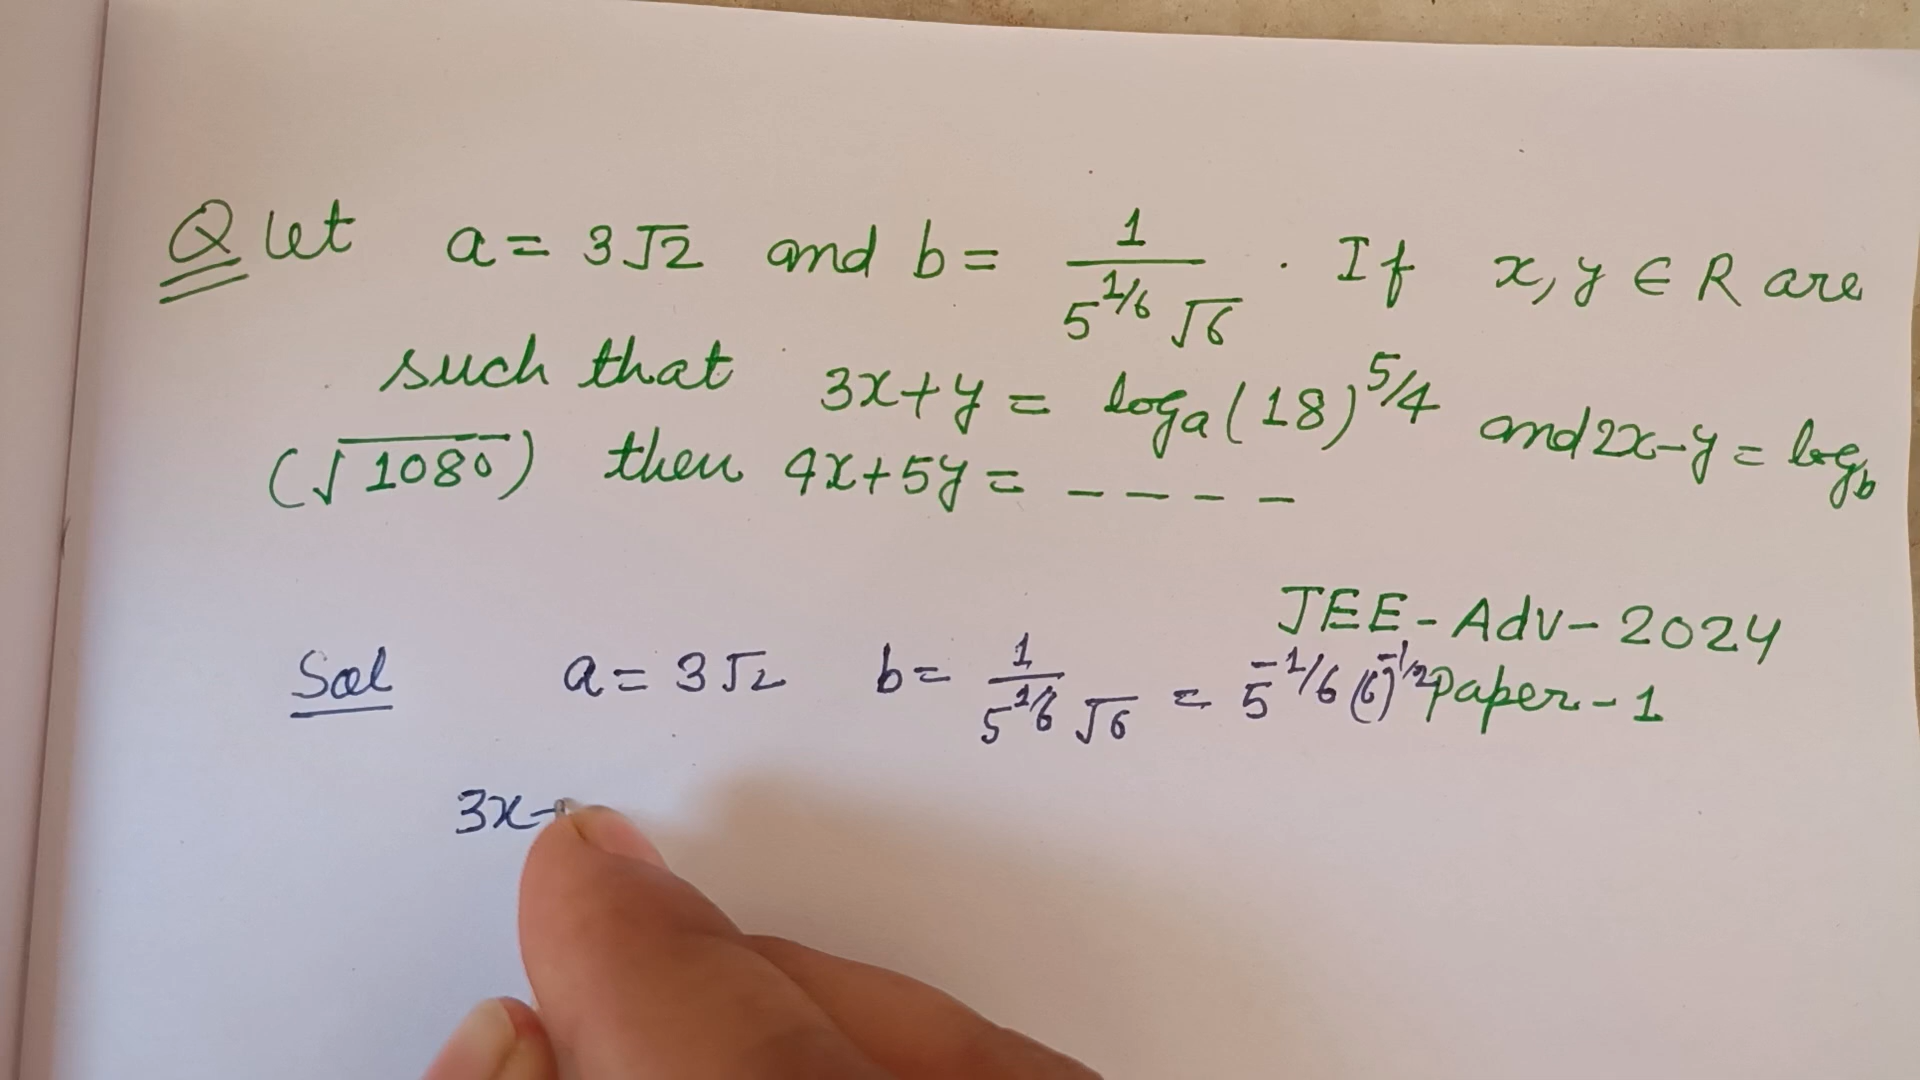 Q Let a = 3√2 and b = 1/(5^(1/6) √6) . If x, y ∈ R are
such that 3x+y = log_a (18)^(5/4) and 2x-y = log_b
(√1080) then 4x+5y = - - - -
JEE - Adv - 2024
Paper - 1
Sol a = 3√2 b = 1/(5^(1/6) √6) = 5^(-1/6) (6)^(-1/2)
3x